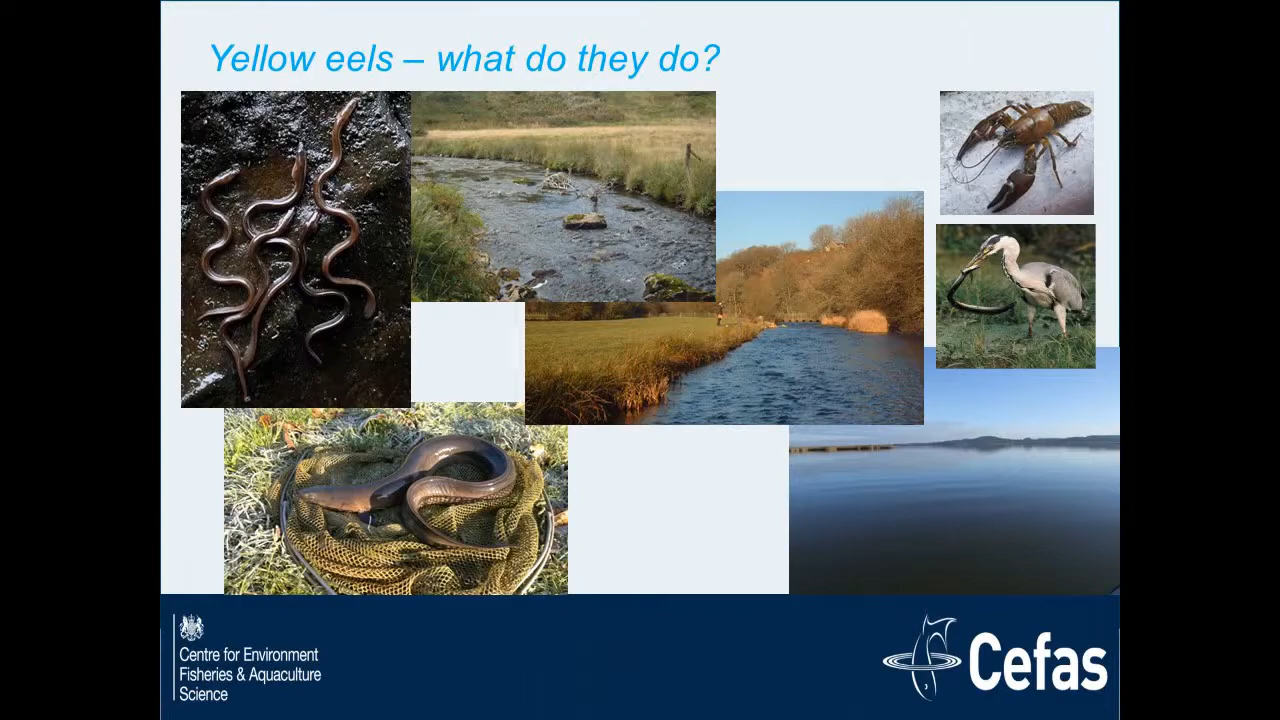 Yellow eels – what do they do?
Centre for Environment
Fisheries & Aquaculture
Science
Cefas